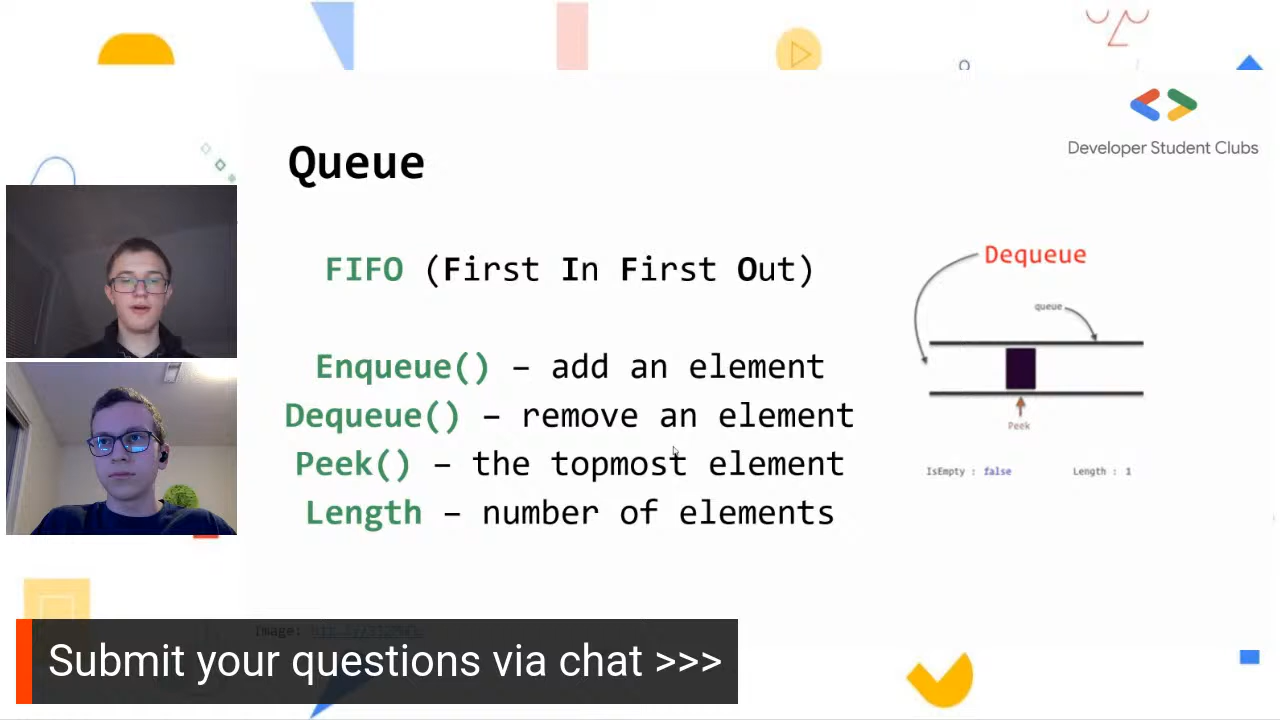 Developer Student Clubs
Queue
FIFO (First In First Out)
Enqueue() – add an element
Dequeue() – remove an element
Peek() – the topmost element
Length – number of elements
Dequeue
queue
Peek
IsEmpty : false
Length : 1
Image:
Submit your questions via chat >>>